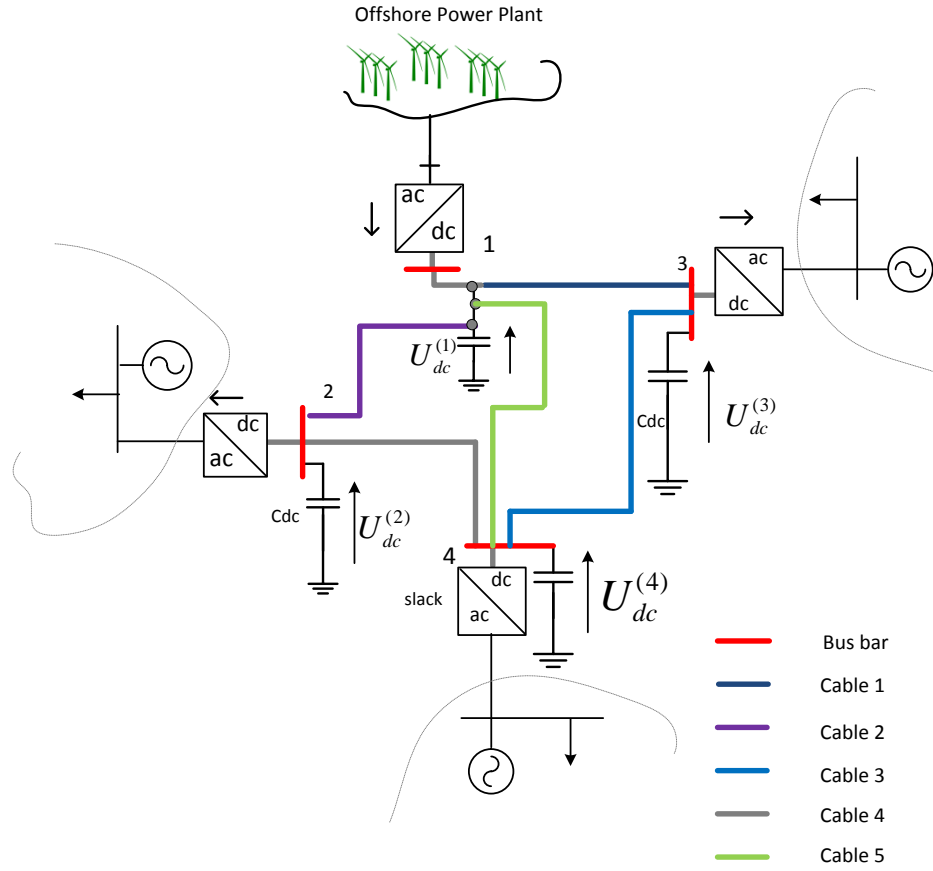 Offshore Power Plant
ac
dc
1
3
ac
dc
U_dc^(1)
2
dc
ac
Cdc
U_dc^(3)
Cdc
U_dc^(2)
4
dc
slack
ac
U_dc^(4)
Bus bar
Cable 1
Cable 2
Cable 3
Cable 4
Cable 5